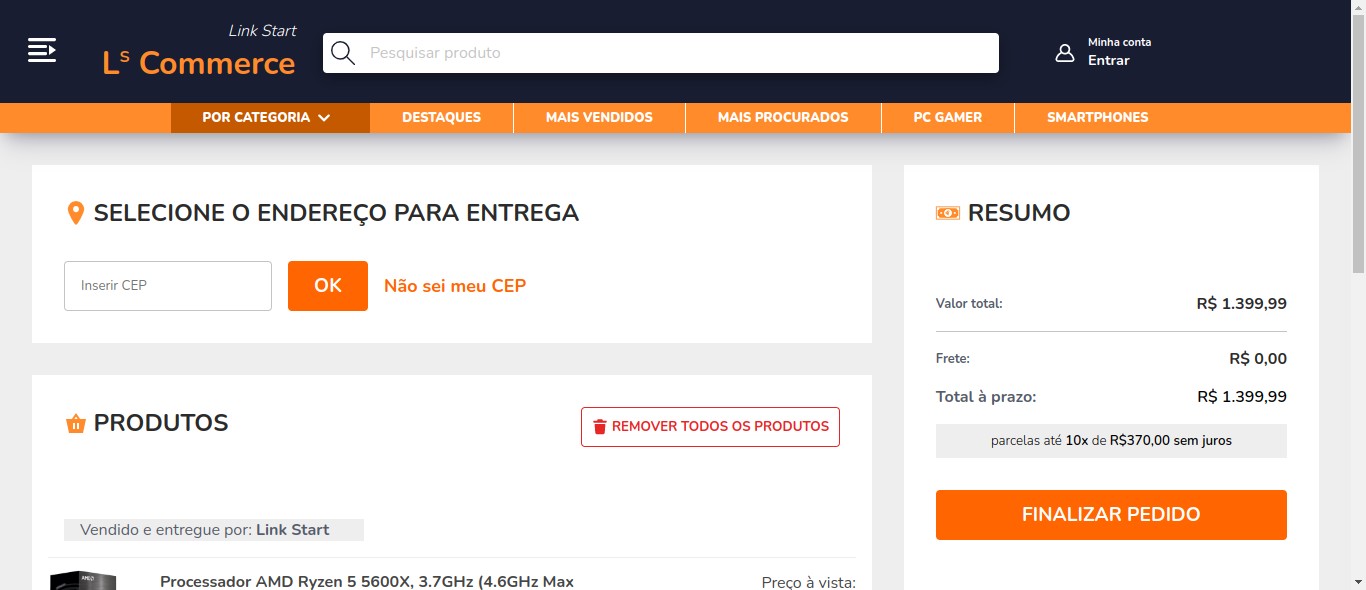 Link Start
Ls Commerce
Pesquisar produto
Minha conta
Entrar
POR CATEGORIA
DESTAQUES
MAIS VENDIDOS
MAIS PROCURADOS
PC GAMER
SMARTPHONES
SELECIONE O ENDEREÇO PARA ENTREGA
Inserir CEP
OK
Não sei meu CEP
PRODUTOS
REMOVER TODOS OS PRODUTOS
Vendido e entregue por: Link Start
AMD
Processador AMD Ryzen 5 5600X, 3.7GHz (4.6GHz Max
Preço à vista:
RESUMO
Valor total: R$ 1.399,99
Frete: R$ 0,00
Total à prazo: R$ 1.399,99
parcelas até 10x de R$370,00 sem juros
FINALIZAR PEDIDO